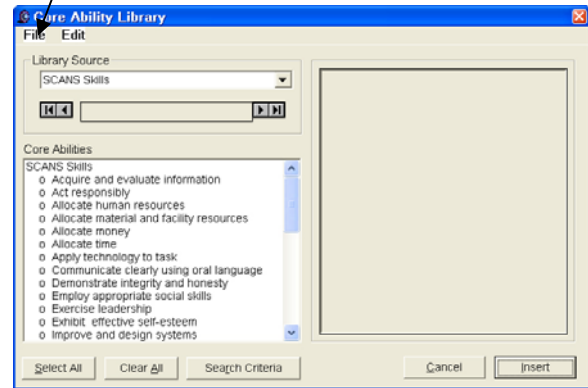 Core Ability Library
File Edit
Library Source
SCANS Skills
Core Abilities
SCANS Skills
o Acquire and evaluate information
o Act responsibly
o Allocate human resources
o Allocate material and facility resources
o Allocate money
o Allocate time
o Apply technology to task
o Communicate clearly using oral language
o Demonstrate integrity and honesty
o Employ appropriate social skills
o Exercise leadership
o Exhibit effective self-esteem
o Improve and design systems
Select All Clear All Search Criteria Cancel Insert